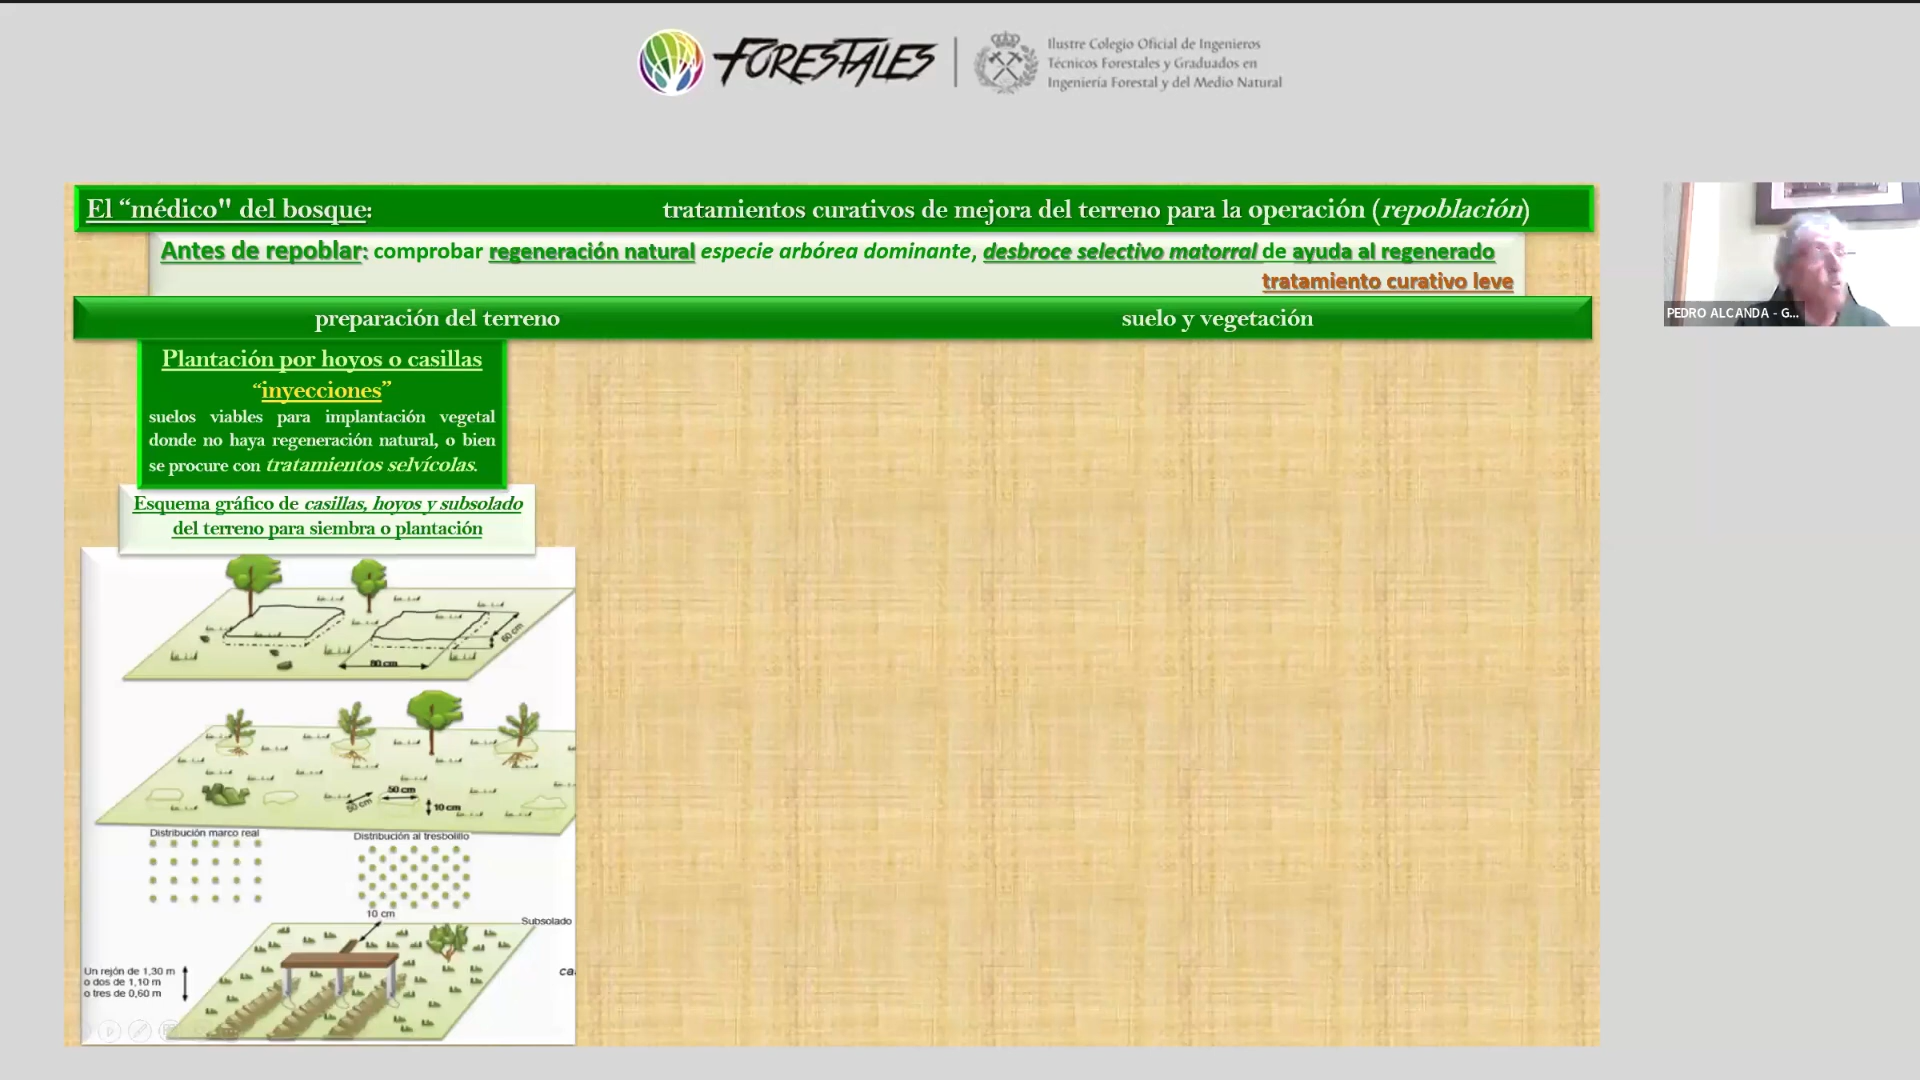 FORESTALES
Ilustre Colegio Oficial de Ingenieros
Técnicos Forestales y Graduados en
Ingeniería Forestal y del Medio Natural
El “médico" del bosque: tratamientos curativos de mejora del terreno para la operación (repoblación)
Antes de repoblar: comprobar regeneración natural especie arbórea dominante, desbroce selectivo matorral de ayuda al regenerado
tratamiento curativo leve
preparación del terreno suelo y vegetación
PEDRO ALCANDA - G...
Plantación por hoyos o casillas
“inyecciones”
suelos viables para implantación vegetal
donde no haya regeneración natural, o bien
se procure con tratamientos selvícolas.
Esquema gráfico de casillas, hoyos y subsolado
del terreno para siembra o plantación
60 cm
80 cm
50 cm
50 cm
10 cm
Distribución marco real
Distribución al tresbolillo
10 cm
Subsolado
Un rejón de 1,30 m
o dos de 1,10 m
o tres de 0,60 m
ca